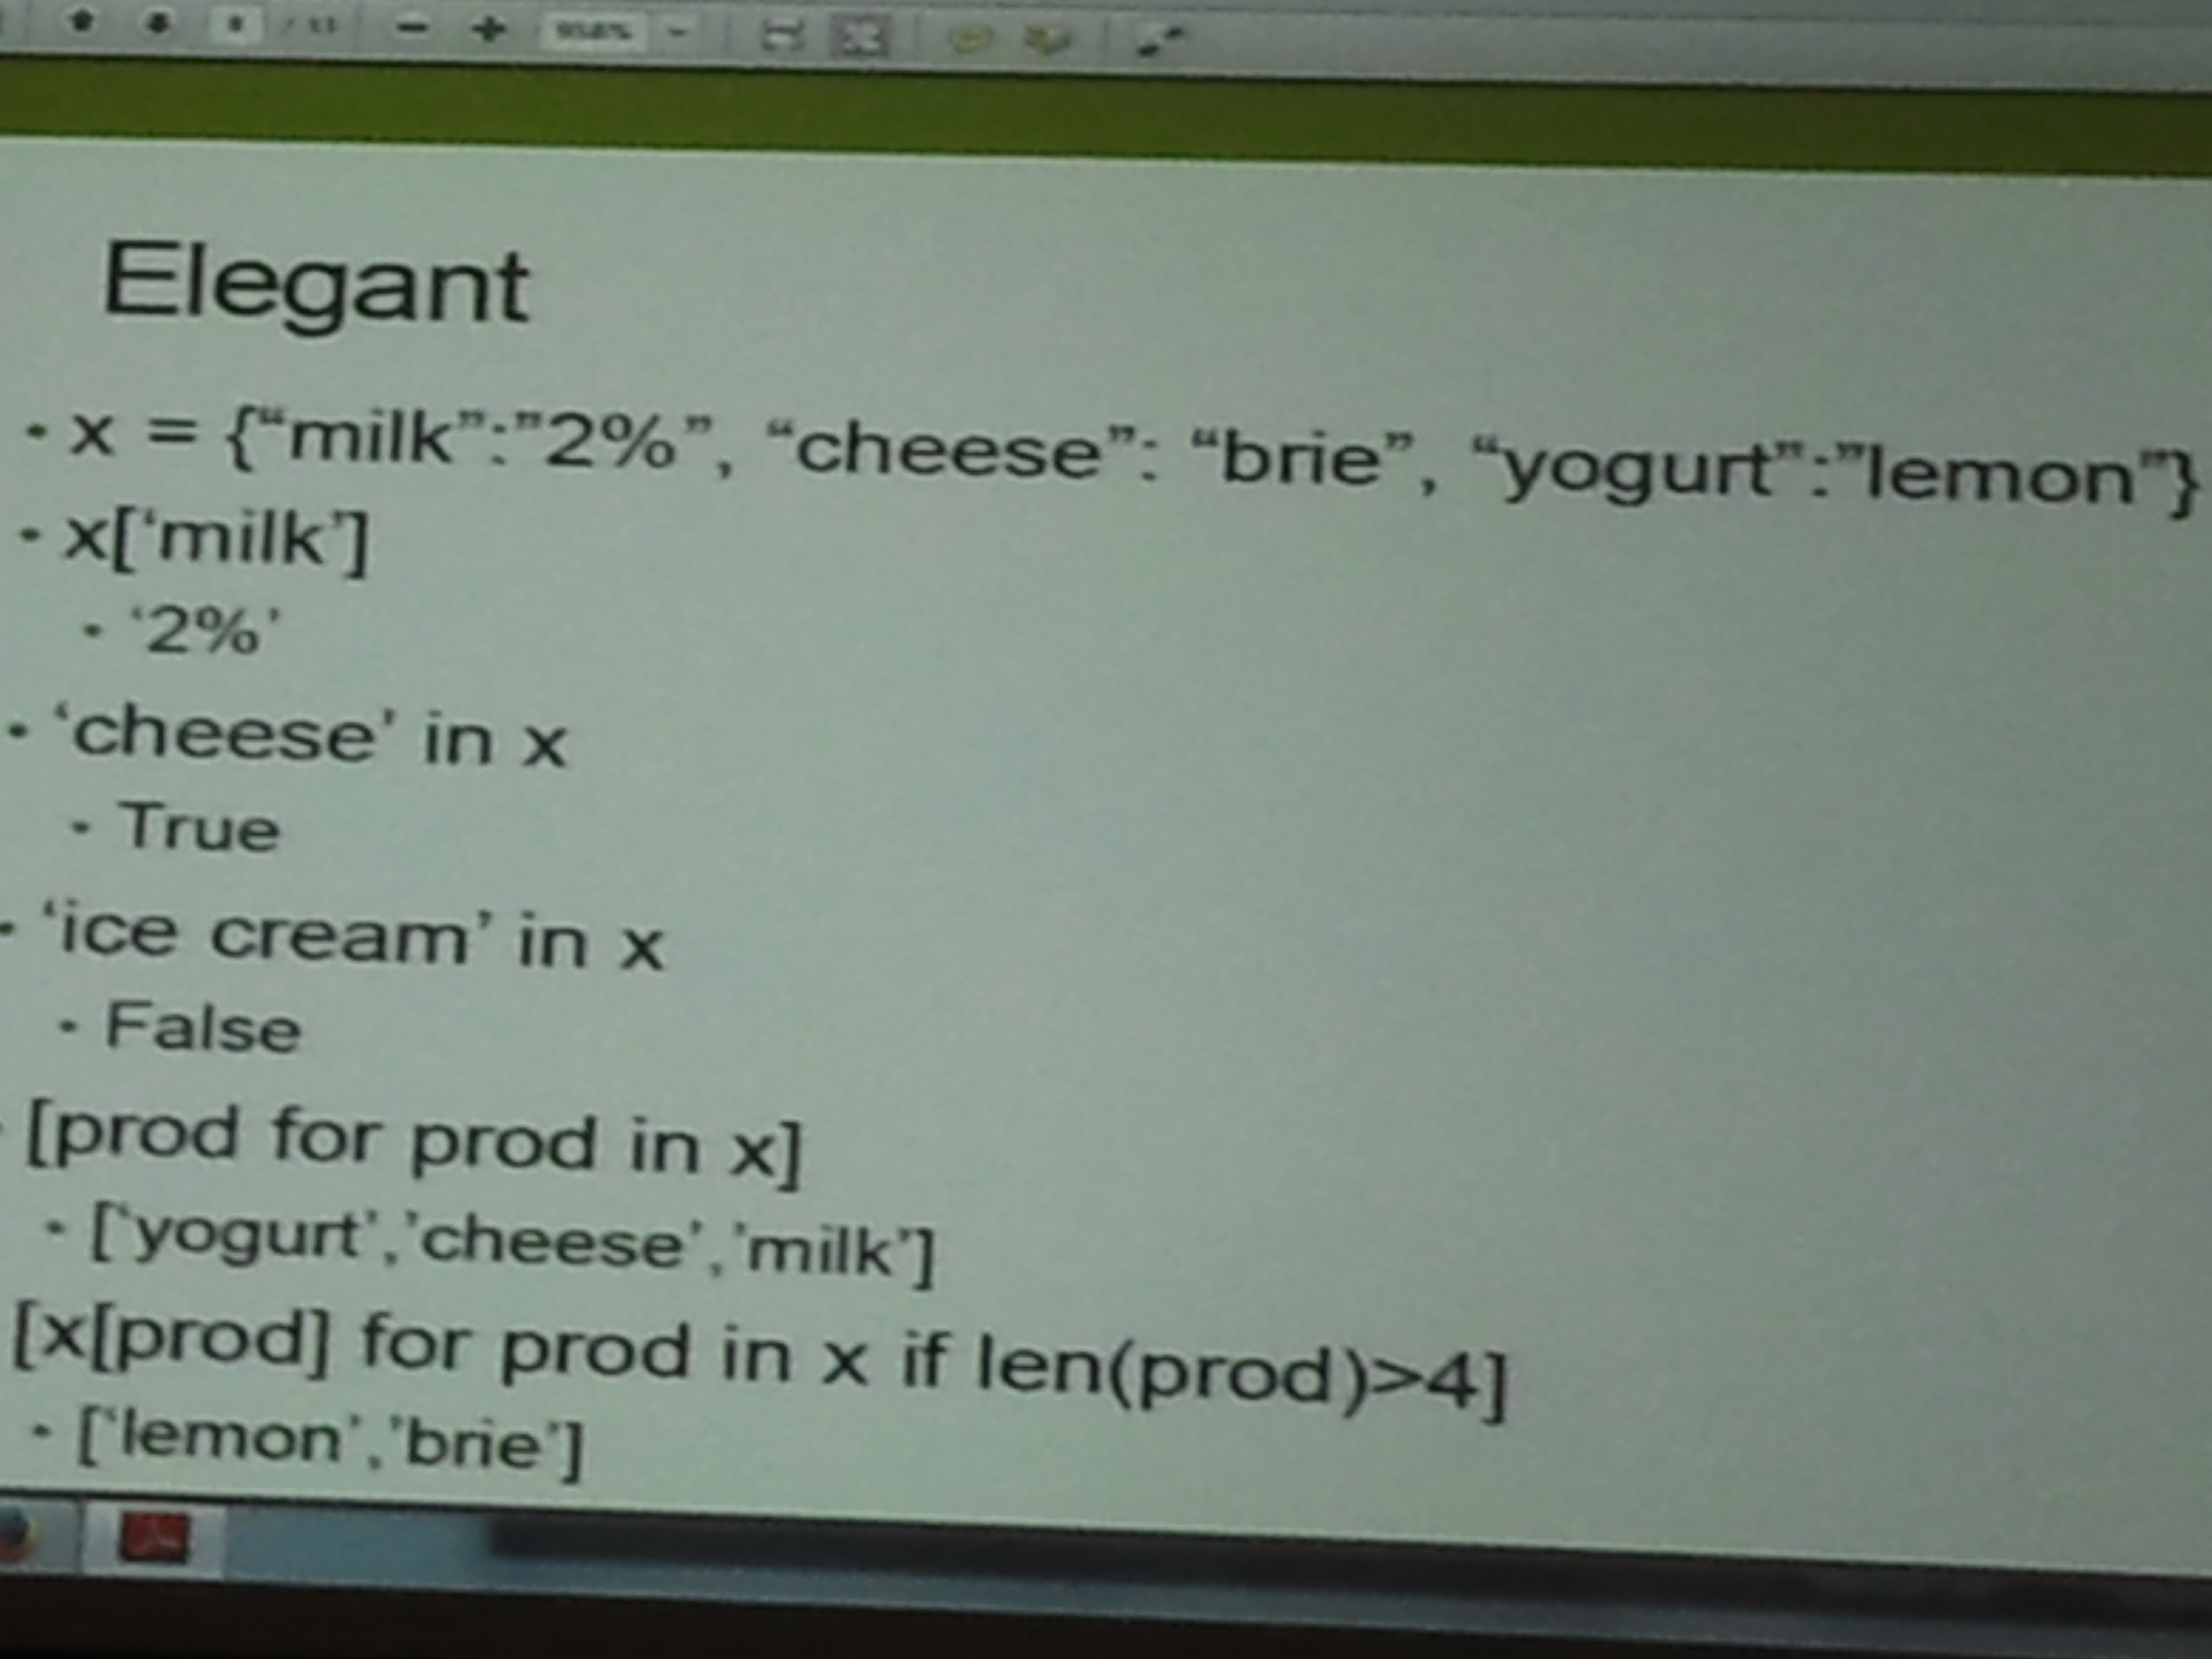 Elegant
• x = {“milk”:”2%”, “cheese”: “brie”, “yogurt”:”lemon”}
• x[‘milk’]
• ‘2%’
• ‘cheese’ in x
• True
• ‘ice cream’ in x
• False
[prod for prod in x]
• [‘yogurt’,’cheese’,’milk’]
[x[prod] for prod in x if len(prod)>4]
• [‘lemon’,’brie’]